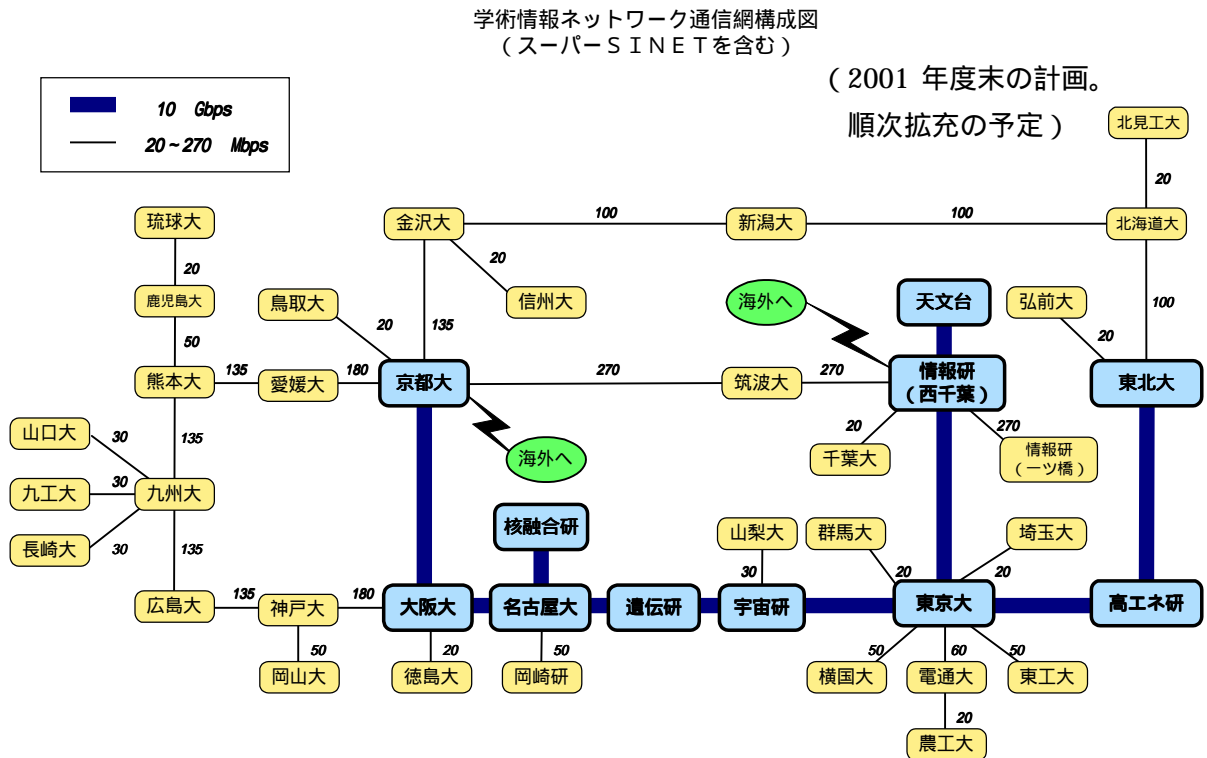 学術情報ネットワーク通信網構成図
（スーパーＳＩＮＥＴを含む）
（2001 年度末の計画。
順次拡充の予定）
10 Gbps
20～270 Mbps
北見工大
20
琉球大
金沢大
100
新潟大
100
北海道大
20
20
鹿児島大
鳥取大
信州大
海外へ
天文台
弘前大
100
50
20
135
20
熊本大
135
愛媛大
180
京都大
270
筑波大
270
情報研
（西千葉）
東北大
山口大
30
135
海外へ
20
千葉大
270
情報研
（一ツ橋）
九工大
30
九州大
長崎大
30
135
核融合研
山梨大
群馬大
埼玉大
30
20
20
広島大
135
神戸大
180
大阪大
名古屋大
遺伝研
宇宙研
東京大
高エネ研
50
20
50
50
60
50
岡山大
徳島大
岡崎研
横国大
電通大
東工大
20
農工大